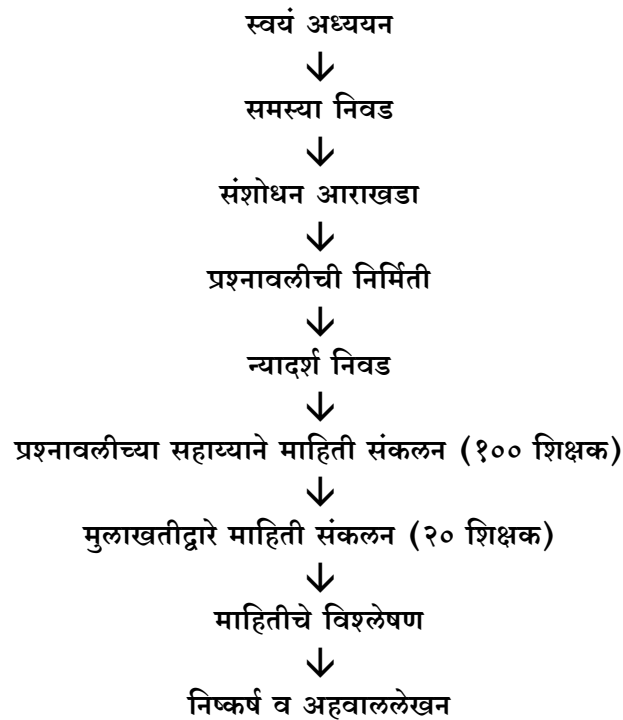 स्वयं अध्ययन
↓
समस्या निवड
↓
संशोधन आराखडा
↓
प्रश्नावलीची निर्मिती
↓
न्यादर्श निवड
↓
प्रश्नावलीच्या सहाय्याने माहिती संकलन (१०० शिक्षक)
↓
मुलाखतीद्वारे माहिती संकलन (२० शिक्षक)
↓
माहितीचे विश्लेषण
↓
निष्कर्ष व अहवाललेखन